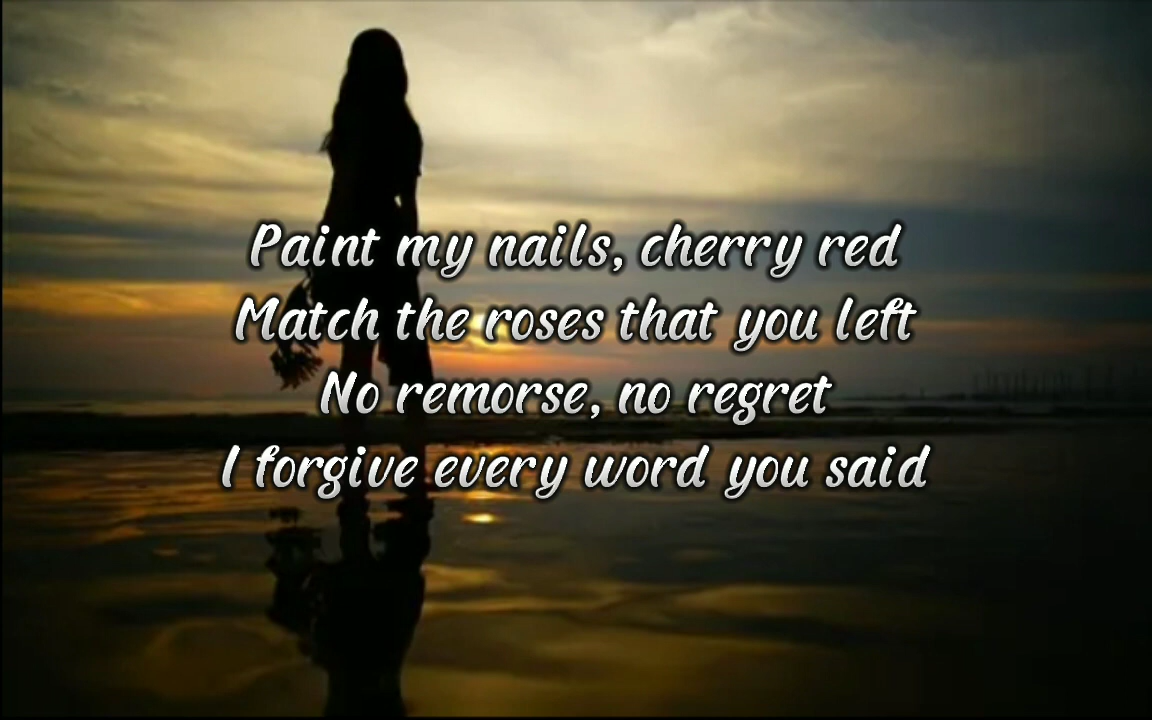 Paint my nails, cherry red
Match the roses that you left
No remorse, no regret
I forgive every word you said